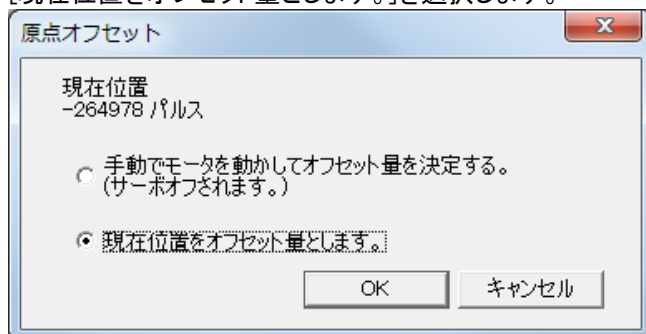 [現在位置をオフセット量とします。]を選択します。
原点オフセット
現在位置
-264978 パルス
手動でモータを動かしてオフセット量を決定する。
(サーボオフされます。)
現在位置をオフセット量とします。
OK
キャンセル